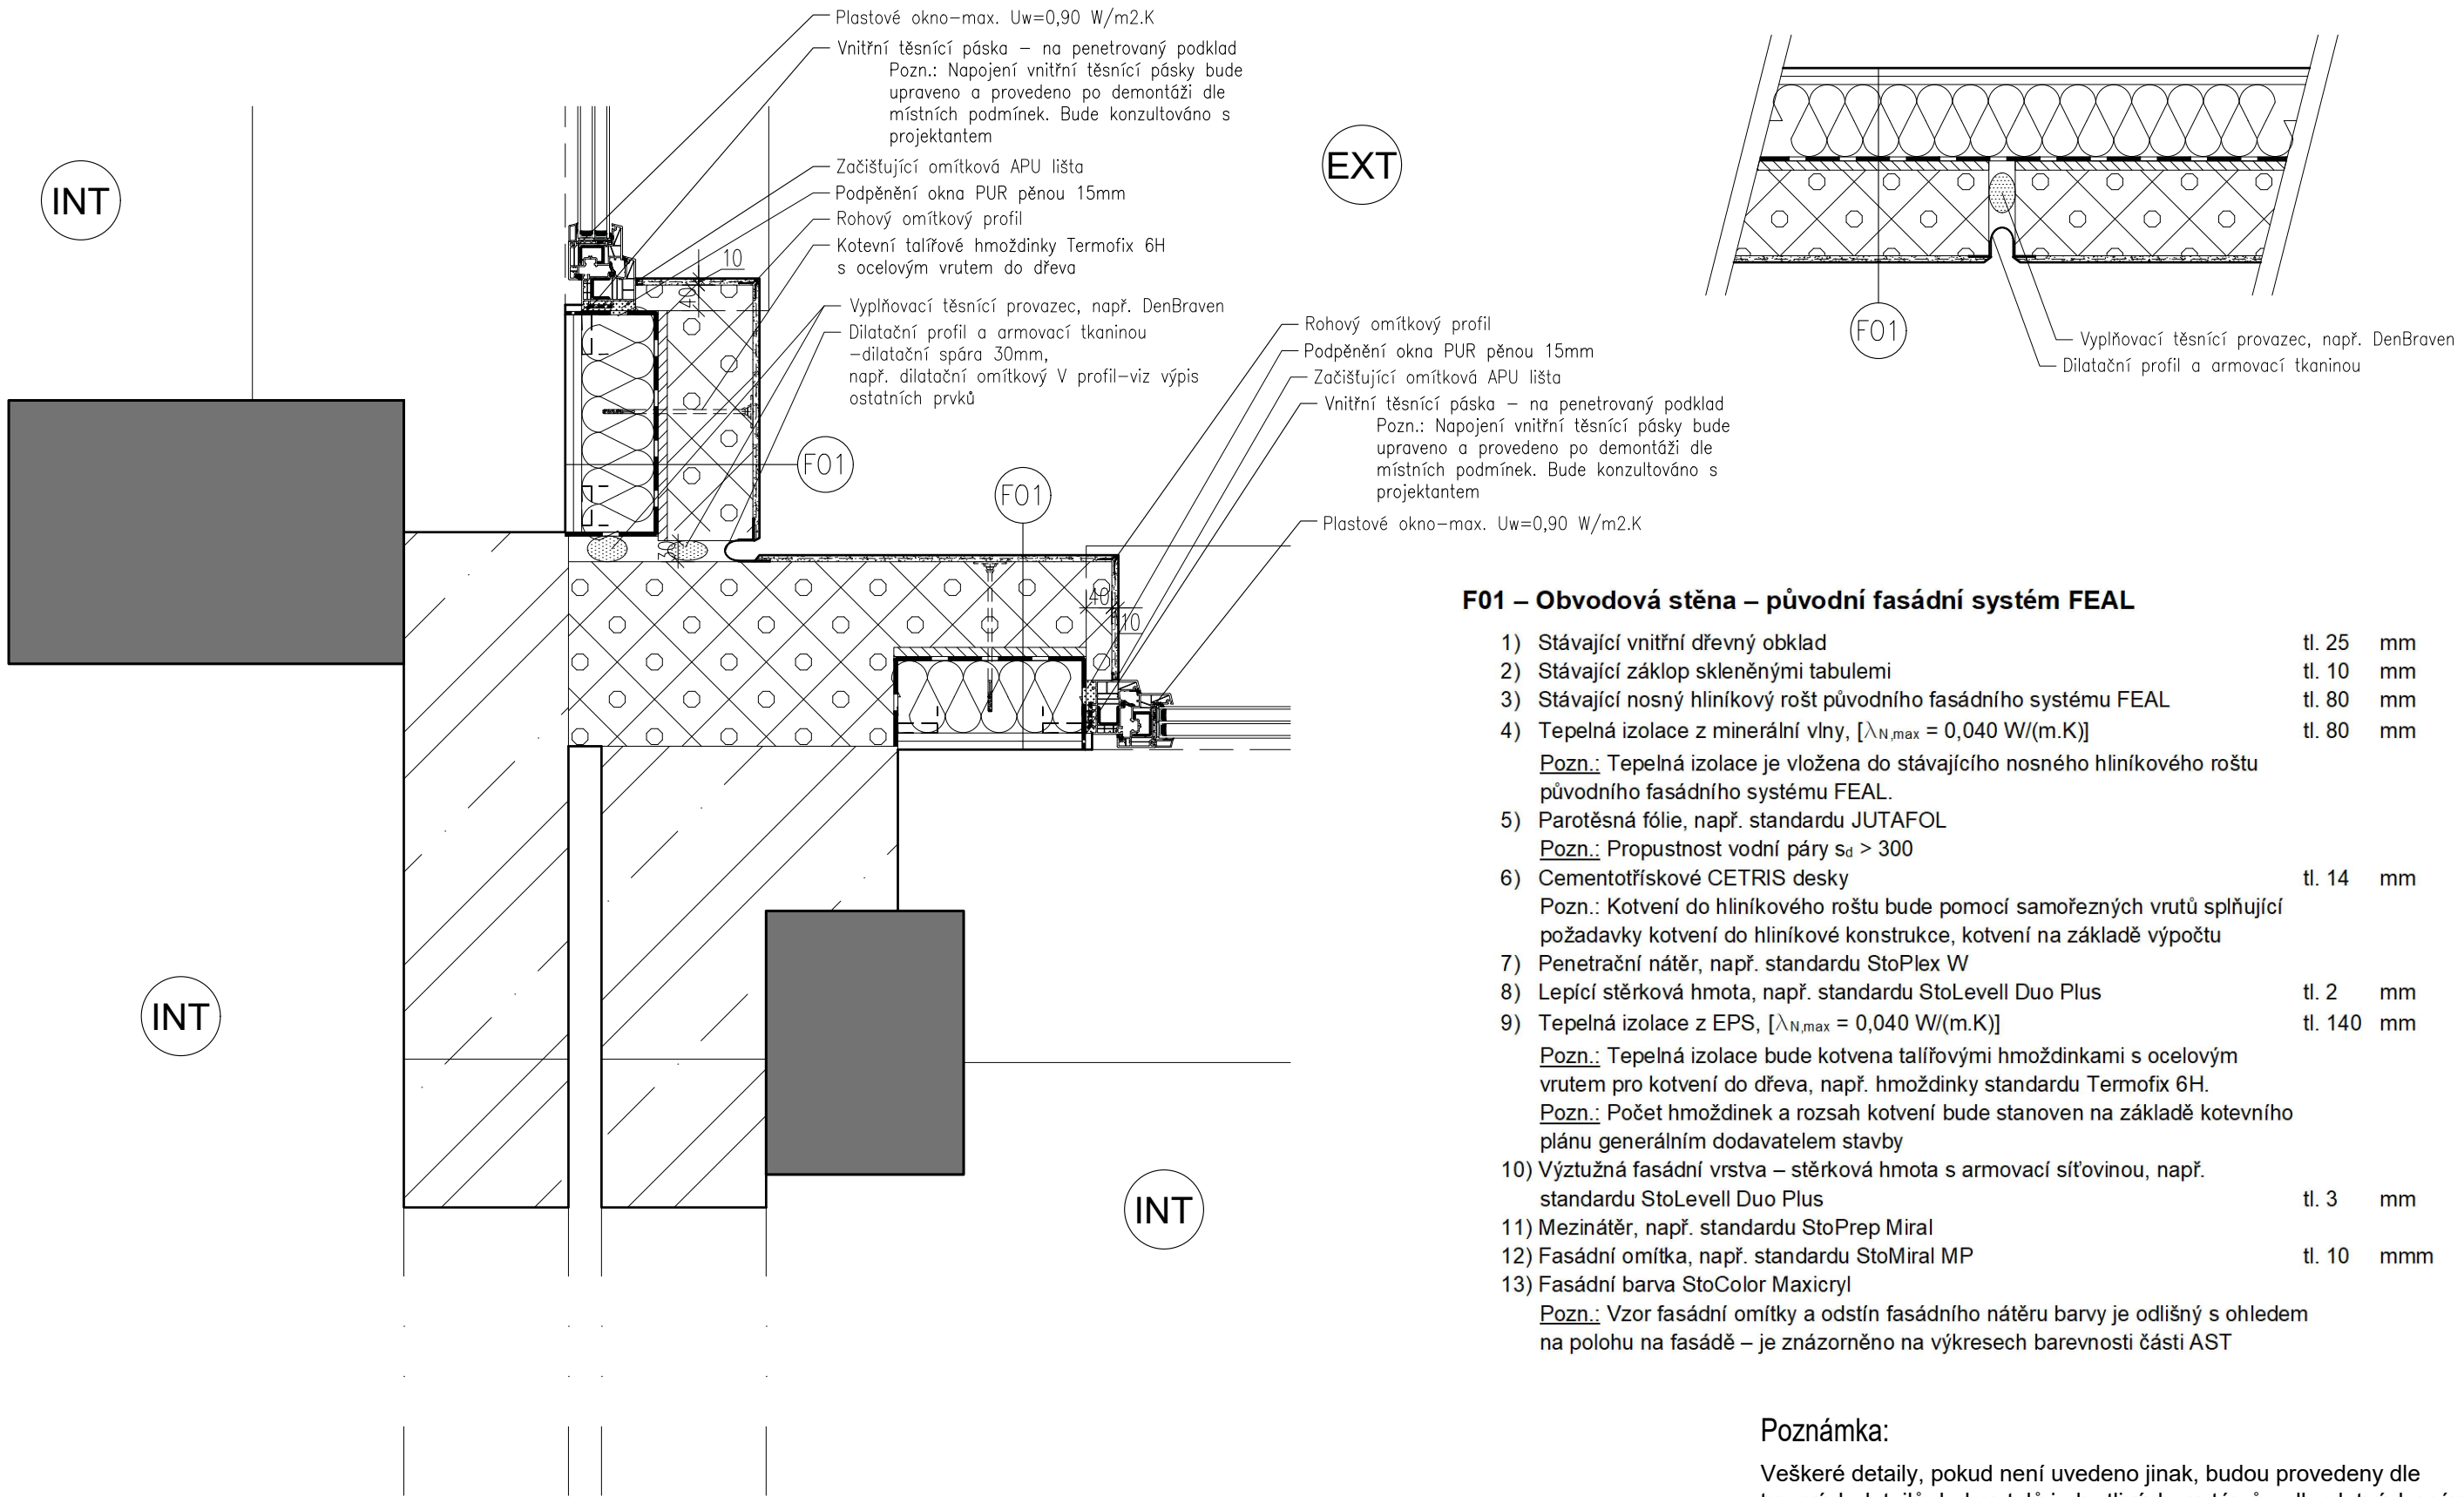 Plastové okno-max. Uw=0,90 W/m2.K
Vnitřní těsnící páska – na penetrovaný podklad
Pozn.: Napojení vnitřní těsnící pásky bude
upraveno a provedeno po demontáži dle
místních podmínek. Bude konzultováno s
projektantem
Začišťující omítková APU lišta
Podpěnění okna PUR pěnou 15mm
Rohový omítkový profil
Kotevní talířové hmoždinky Termofix 6H
s ocelovým vrutem do dřeva
Vyplňovací těsnící provazec, např. DenBraven
Dilatační profil a armovací tkaninou
-dilatační spára 30mm,
např. dilatační omítkový V profil-viz výpis
ostatních prvků
INT
EXT
10
40
F01
30
F01
Rohový omítkový profil
Podpěnění okna PUR pěnou 15mm
Začišťující omítková APU lišta
Vnitřní těsnící páska – na penetrovaný podklad
Pozn.: Napojení vnitřní těsnící pásky bude
upraveno a provedeno po demontáži dle
místních podmínek. Bude konzultováno s
projektantem
Plastové okno-max. Uw=0,90 W/m2.K
40
10
INT
INT
F01
Vyplňovací těsnící provazec, např. DenBraven
Dilatační profil a armovací tkaninou
F01 – Obvodová stěna – původní fasádní systém FEAL
1) Stávající vnitřní dřevný obklad tl. 25 mm
2) Stávající záklop skleněnými tabulemi tl. 10 mm
3) Stávající nosný hliníkový rošt původního fasádního systému FEAL tl. 80 mm
4) Tepelná izolace z minerální vlny, [λN,max = 0,040 W/(m.K)] tl. 80 mm
Pozn.: Tepelná izolace je vložena do stávajícího nosného hliníkového roštu
původního fasádního systému FEAL.
5) Parotěsná fólie, např. standardu JUTAFOL
Pozn.: Propustnost vodní páry sd > 300
6) Cementotřískové CETRIS desky tl. 14 mm
Pozn.: Kotvení do hliníkového roštu bude pomocí samořezných vrutů splňující
požadavky kotvení do hliníkové konstrukce, kotvení na základě výpočtu
7) Penetrační nátěr, např. standardu StoPlex W
8) Lepící stěrková hmota, např. standardu StoLevell Duo Plus tl. 2 mm
9) Tepelná izolace z EPS, [λN,max = 0,040 W/(m.K)] tl. 140 mm
Pozn.: Tepelná izolace bude kotvena talířovými hmoždinkami s ocelovým
vrutem pro kotvení do dřeva, např. hmoždinky standardu Termofix 6H.
Pozn.: Počet hmoždinek a rozsah kotvení bude stanoven na základě kotevního
plánu generálním dodavatelem stavby
10) Výztužná fasádní vrstva – stěrková hmota s armovací síťovinou, např.
standardu StoLevell Duo Plus tl. 3 mm
11) Mezinátěr, např. standardu StoPrep Miral
12) Fasádní omítka, např. standardu StoMiral MP tl. 10 mmm
13) Fasádní barva StoColor Maxicryl
Pozn.: Vzor fasádní omítky a odstín fasádního nátěru barvy je odlišný s ohledem
na polohu na fasádě – je znázorněno na výkresech barevnosti části AST
Poznámka:
Veškeré detaily, pokud není uvedeno jinak, budou provedeny dle